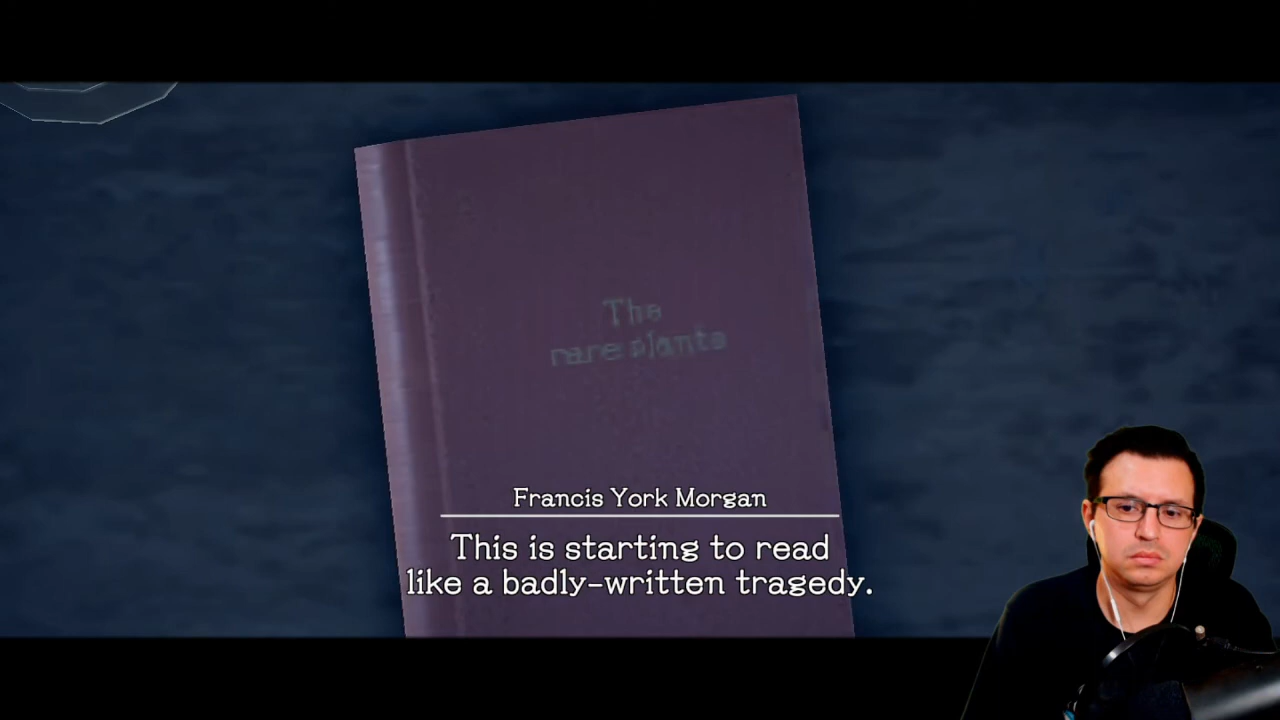 The
rare plants
Francis York Morgan
This is starting to read
like a badly-written tragedy.